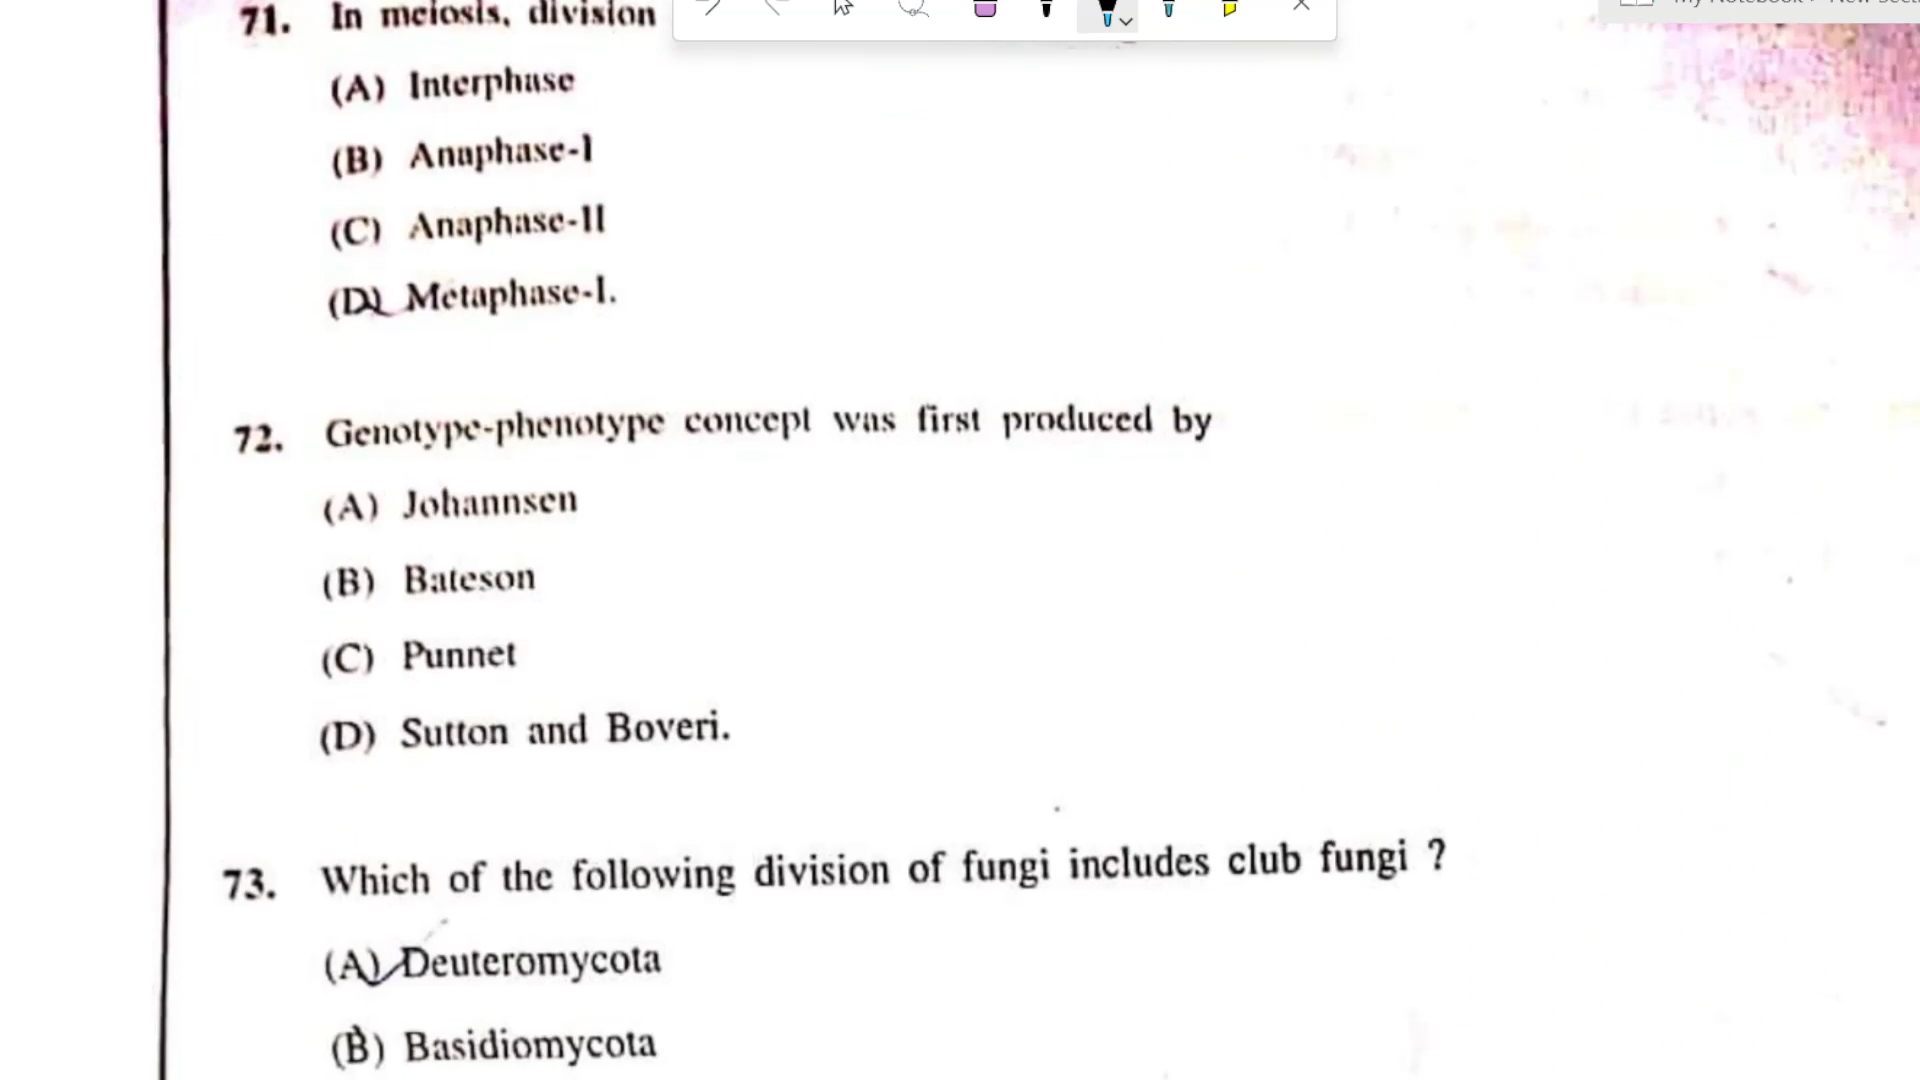 71. In meiosis, division
(A) Interphase
(B) Anaphase-I
(C) Anaphase-II
(D) Metaphase-I.
72. Genotype-phenotype concept was first produced by
(A) Johannsen
(B) Bateson
(C) Punnet
(D) Sutton and Boveri.
73. Which of the following division of fungi includes club fungi ?
(A) Deuteromycota
(B) Basidiomycota